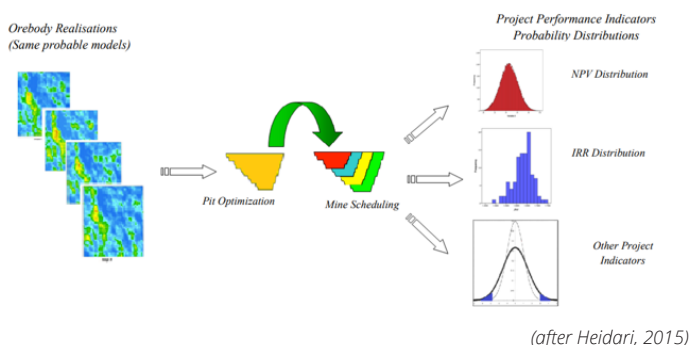 Orebody Realisations
(Same probable models)
Project Performance Indicators
Probability Distributions
NPV Distribution
IRR Distribution
Pit Optimization
Mine Scheduling
Other Project
Indicators
(after Heidari, 2015)